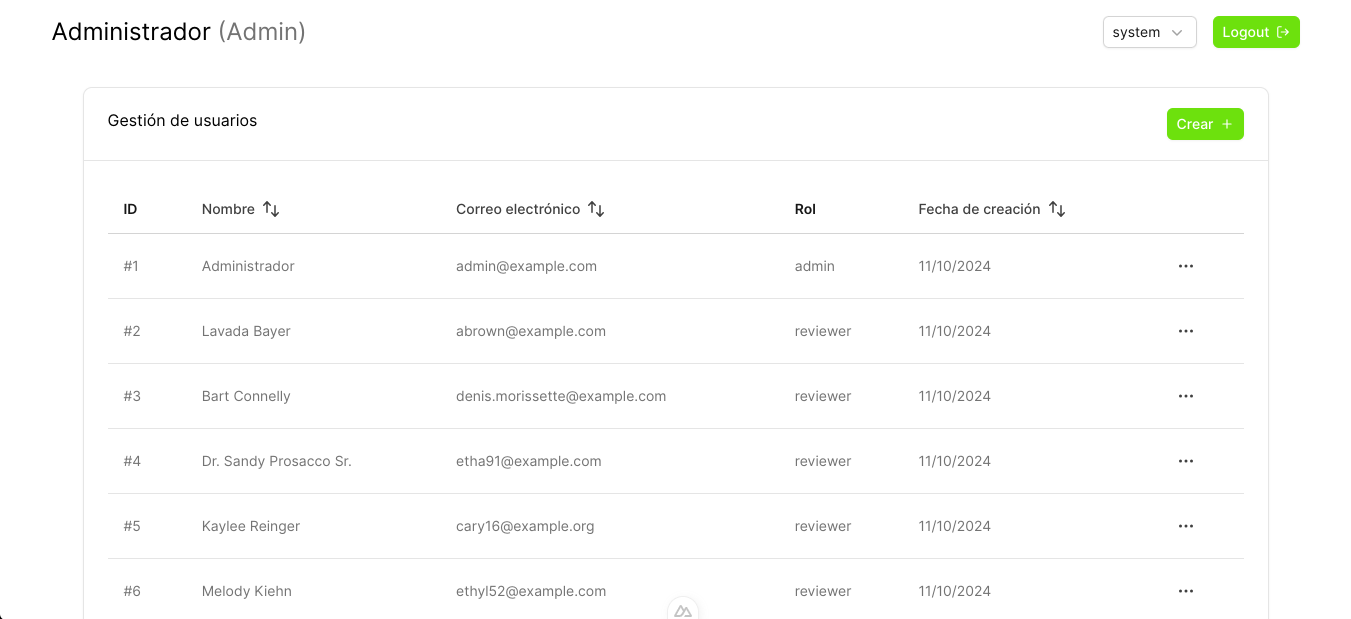 Administrador (Admin) system Logout
Gestión de usuarios Crear
ID Nombre Correo electrónico Rol Fecha de creación
#1 Administrador admin@example.com admin 11/10/2024
#2 Lavada Bayer abrown@example.com reviewer 11/10/2024
#3 Bart Connelly denis.morissette@example.com reviewer 11/10/2024
#4 Dr. Sandy Prosacco Sr. etha91@example.com reviewer 11/10/2024
#5 Kaylee Reinger cary16@example.org reviewer 11/10/2024
#6 Melody Kiehn ethyl52@example.com reviewer 11/10/2024